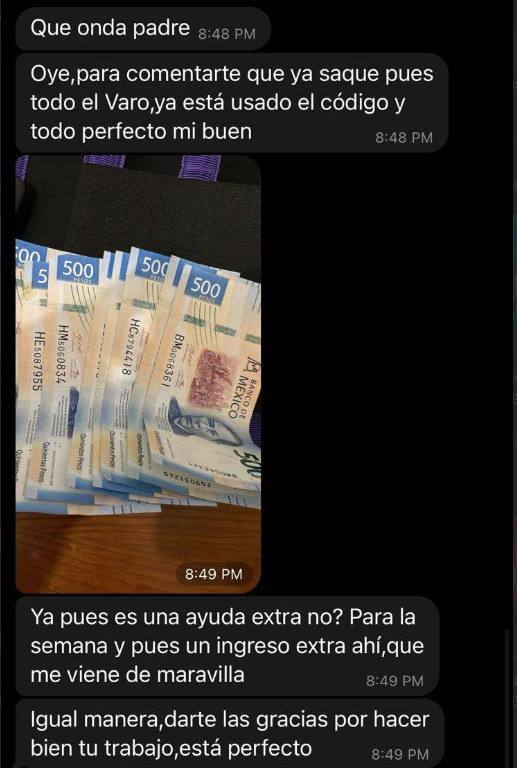 Que onda padre 8:48 PM
Oye,para comentarte que ya saque pues
todo el Varo,ya está usado el código y
todo perfecto mi buen 8:48 PM
500
5
500
500
500
PESOS
HE5087955
HM5060834
HC8794418
BM0068361
BANCO DE
MÉXICO
500
8:49 PM
Ya pues es una ayuda extra no? Para la
semana y pues un ingreso extra ahí,que
me viene de maravilla 8:49 PM
Igual manera,darte las gracias por hacer
bien tu trabajo,está perfecto 8:49 PM